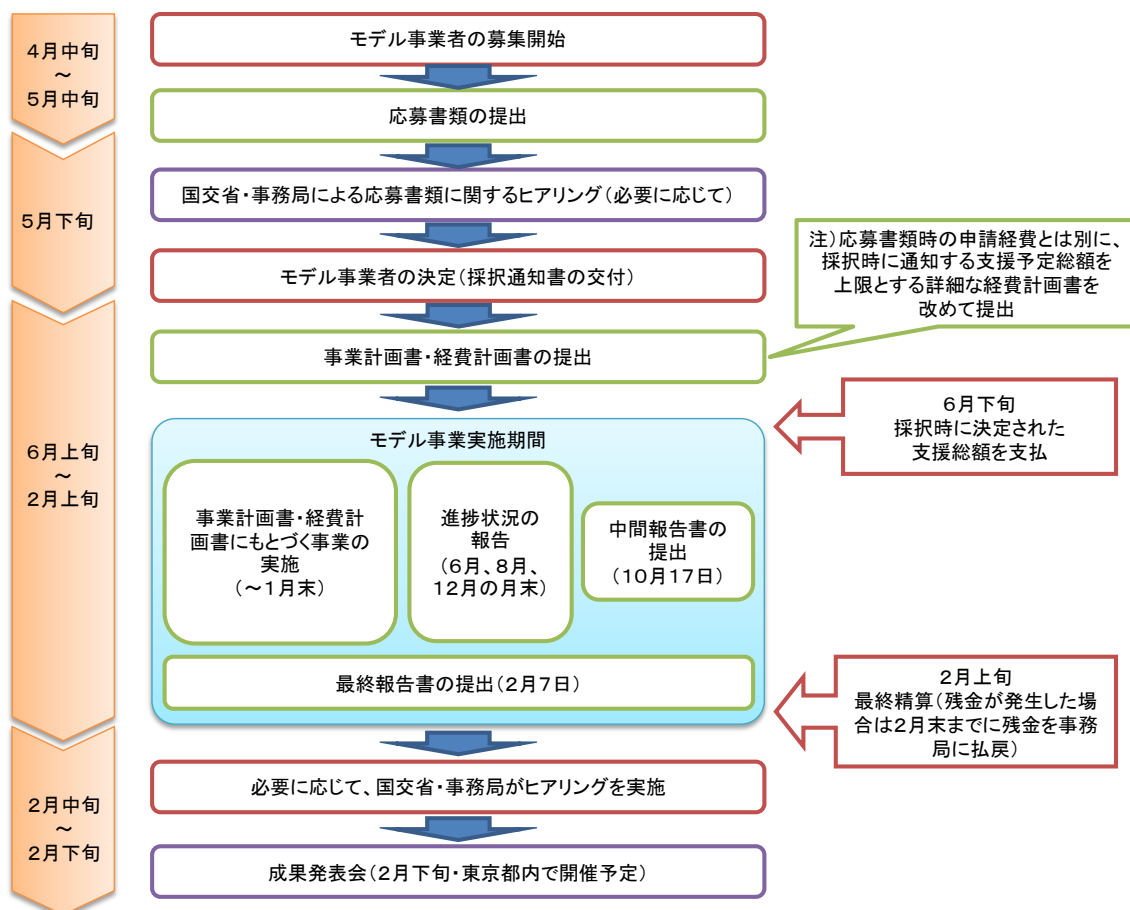 4月中旬
～
5月中旬
モデル事業者の募集開始
応募書類の提出
5月下旬
国交省・事務局による応募書類に関するヒアリング（必要に応じて）
モデル事業者の決定（採択通知書の交付）
注）応募書類時の申請経費とは別に、
採択時に通知する支援予定総額を
上限とする詳細な経費計画書を
改めて提出
6月上旬
～
2月上旬
事業計画書・経費計画書の提出
6月下旬
採択時に決定された
支援総額を支払
モデル事業実施期間
事業計画書・経費計
画書にもとづく事業の
実施
（～1月末）
進捗状況の
報告
（6月、8月、
12月の月末）
中間報告書の
提出
（10月17日）
最終報告書の提出（2月7日）
2月上旬
最終精算（残金が発生した場
合は2月末までに残金を事務
局に払戻）
2月中旬
～
2月下旬
必要に応じて、国交省・事務局がヒアリングを実施
成果発表会（2月下旬・東京都内で開催予定）